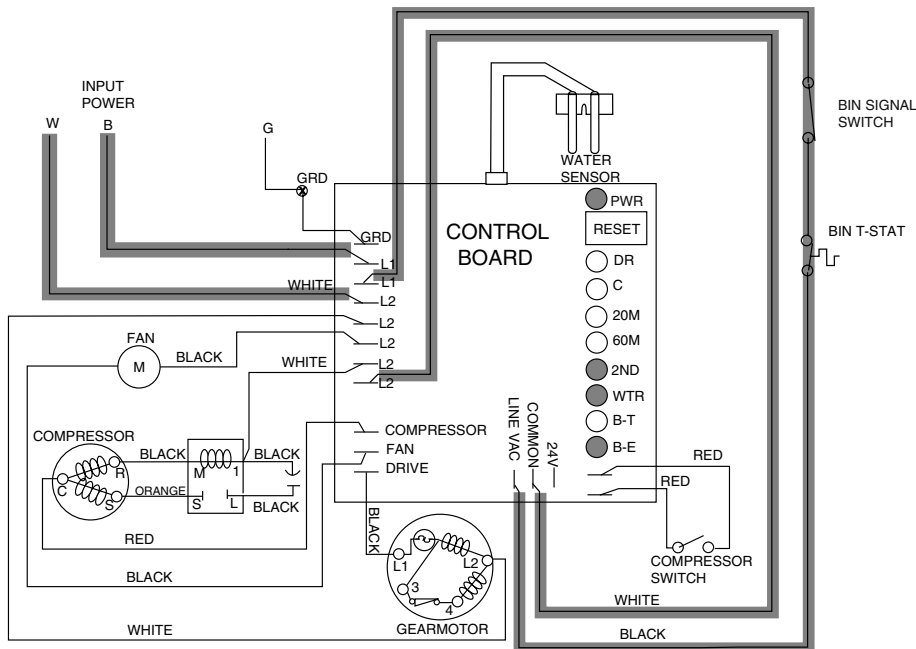 INPUT
POWER
W
B
G
GRD
WATER
SENSOR
BIN SIGNAL
SWITCH
BIN T-STAT
CONTROL
BOARD
PWR
RESET
DR
C
20M
60M
2ND
WTR
B-T
B-E
GRD
L1
L1
WHITE
L2
L2
L2
WHITE
L2
L2
FAN
M
BLACK
COMPRESSOR
FAN
DRIVE
LINE VAC
COMMON
24V
COMPRESSOR
R
C
S
BLACK
M
1
BLACK
ORANGE
S
L
BLACK
RED
RED
RED
COMPRESSOR
SWITCH
BLACK
BLACK
L1
L2
3
4
GEARMOTOR
WHITE
WHITE
BLACK